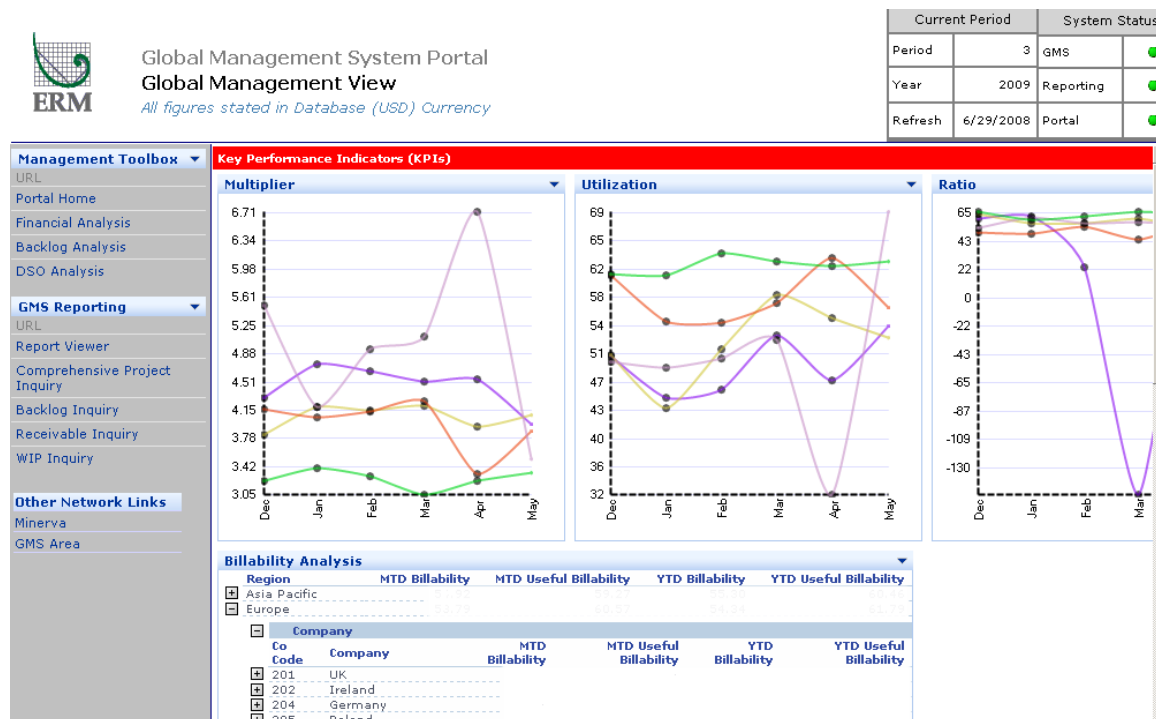 ERM
Global Management System Portal
Global Management View
All figures stated in Database (USD) Currency
Current Period
System Status
Period 3 GMS
Year 2009 Reporting
Refresh 6/29/2008 Portal
Management Toolbox
URL
Portal Home
Financial Analysis
Backlog Analysis
DSO Analysis
GMS Reporting
URL
Report Viewer
Comprehensive Project
Inquiry
Backlog Inquiry
Receivable Inquiry
WIP Inquiry
Other Network Links
Minerva
GMS Area
Key Performance Indicators (KPIs)
Multiplier
6.71
6.34
5.98
5.61
5.25
4.88
4.51
4.15
3.78
3.42
3.05
Dec Jan Feb Mar Apr May
Utilization
69
65
62
58
54
51
47
43
40
36
32
Dec Jan Feb Mar Apr May
Ratio
65
43
22
0
-22
-43
-65
-87
-109
-130
Dec Jan Feb Mar
Billability Analysis
Region MTD Billability MTD Useful Billability YTD Billability YTD Useful Billability
Asia Pacific
Europe
Company
Co Code Company MTD Billability MTD Useful Billability YTD Billability YTD Useful Billability
201 UK
202 Ireland
204 Germany
205 Poland